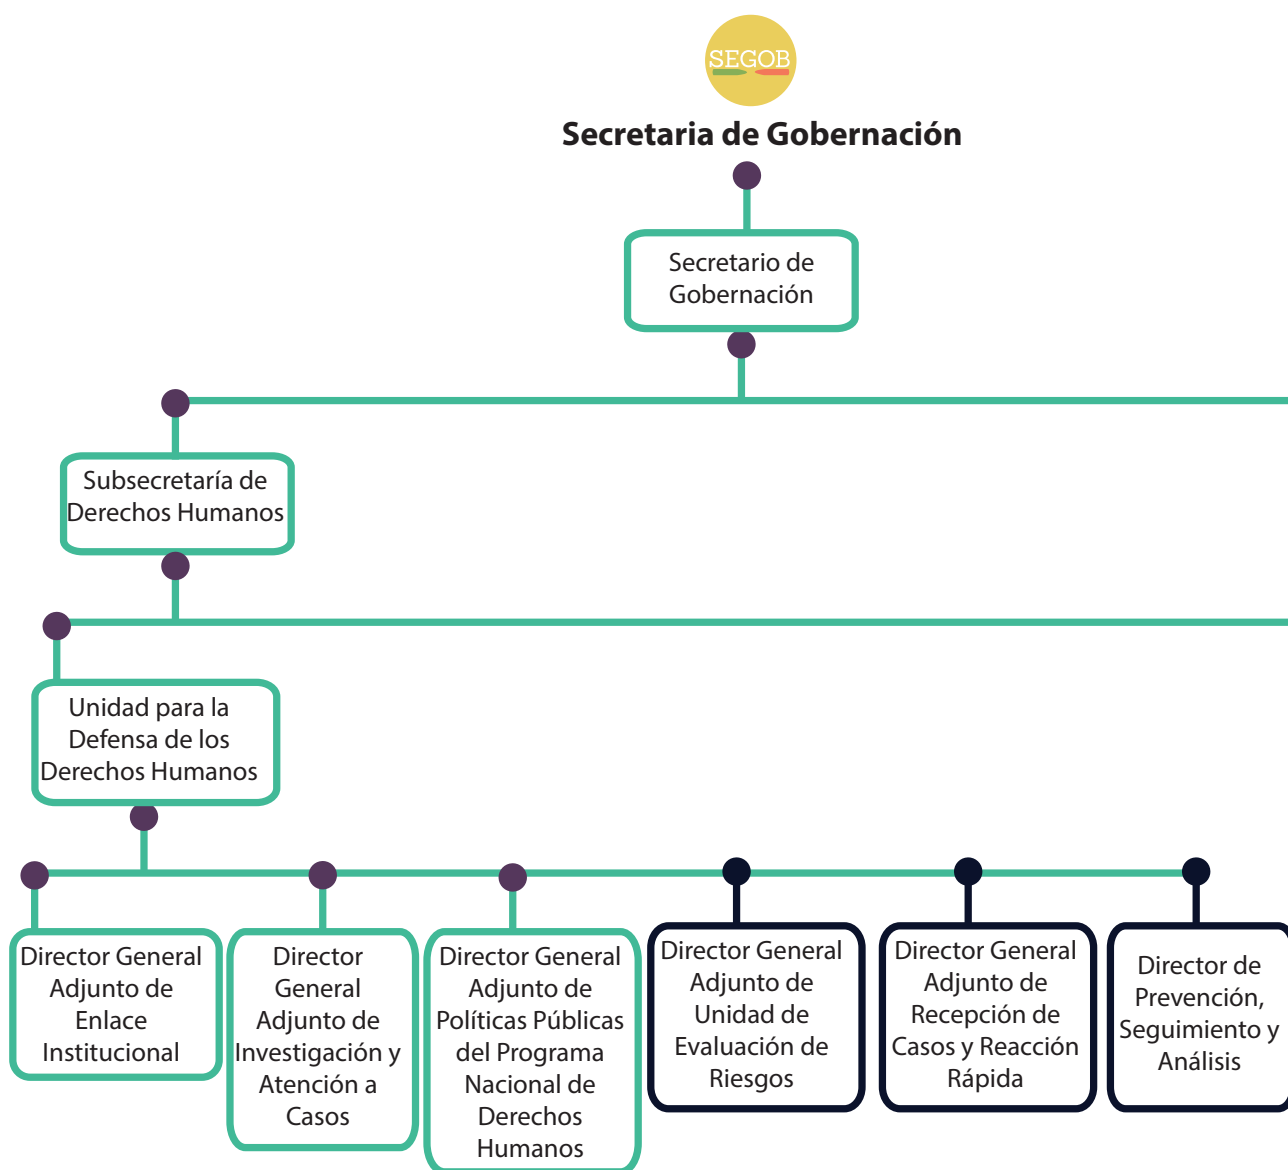 SEGOB
Secretaria de Gobernación
Secretario de
Gobernación
Subsecretaría de
Derechos Humanos
Unidad para la
Defensa de los
Derechos Humanos
Director General
Adjunto de
Enlace
Institucional
Director
General
Adjunto de
Investigación y
Atención a
Casos
Director General
Adjunto de
Políticas Públicas
del Programa
Nacional de
Derechos
Humanos
Director General
Adjunto de
Unidad de
Evaluación de
Riesgos
Director General
Adjunto de
Recepción de
Casos y Reacción
Rápida
Director de
Prevención,
Seguimiento y
Análisis